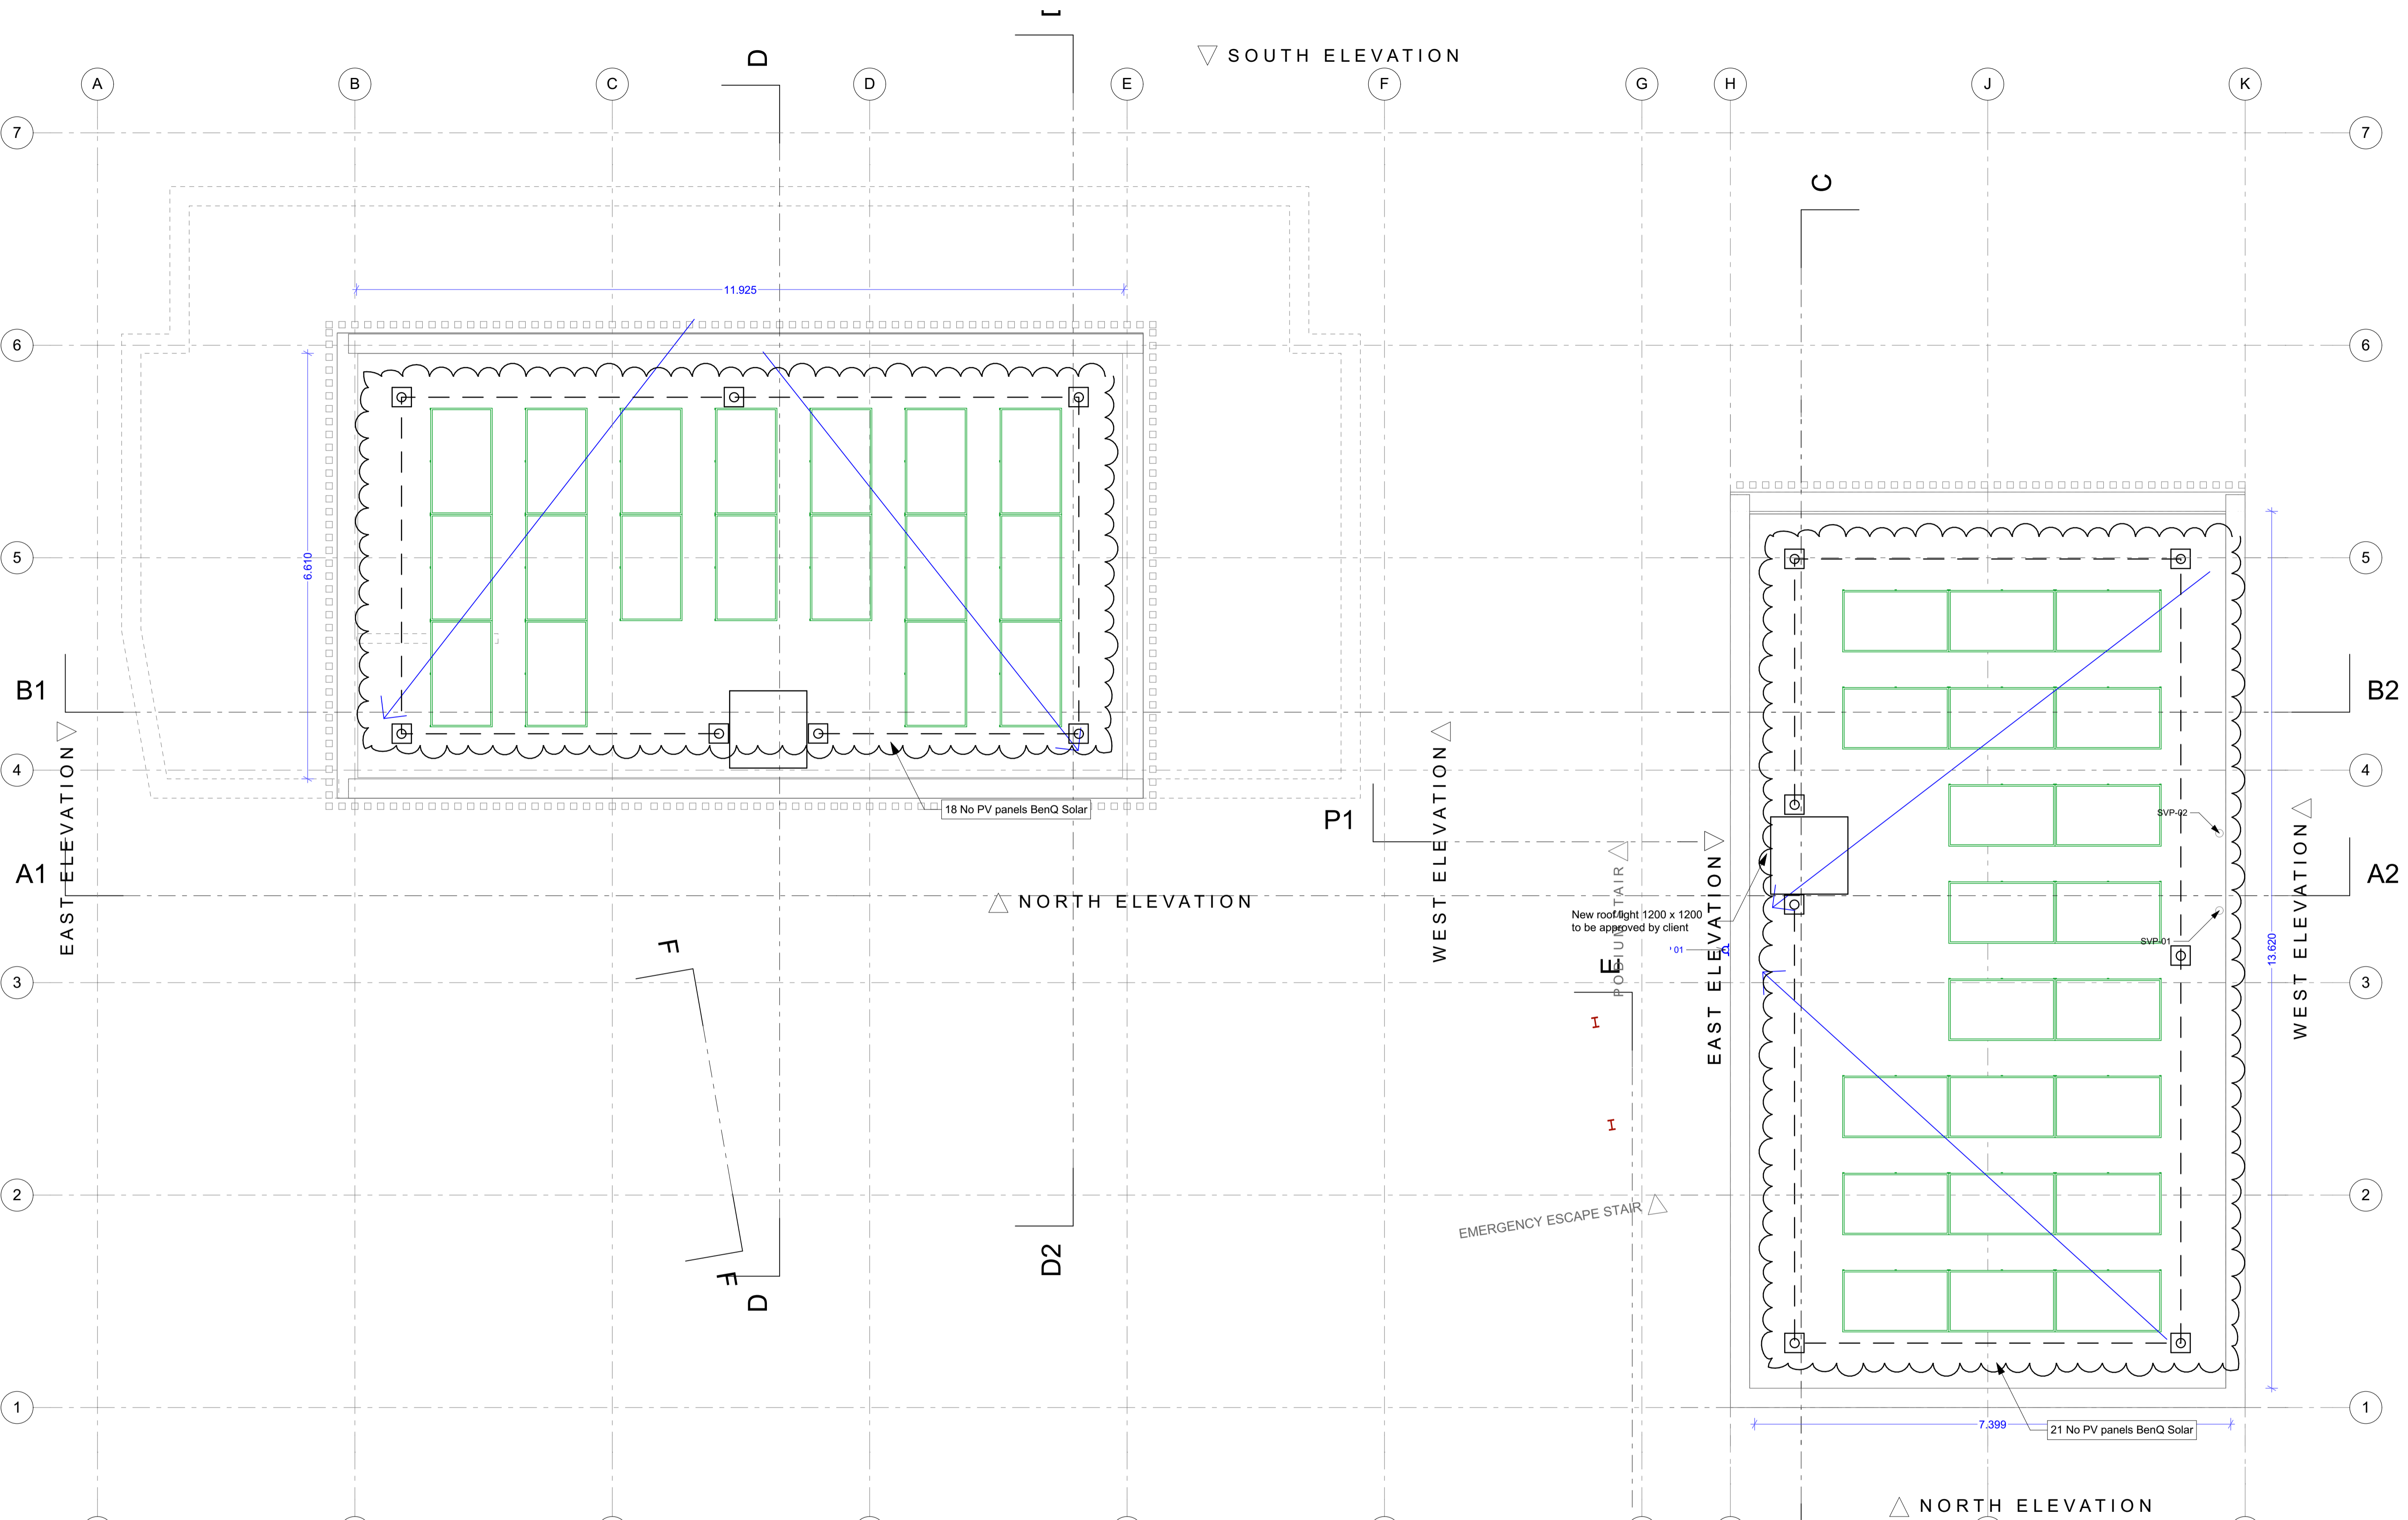 SOUTH ELEVATION
D
A B C D E F G H J K
7 7
C
11.925
6 6
5 5
6.610
B1 B2
EAST ELEVATION
WEST ELEVATION
4 4
18 No PV panels BenQ Solar
P1
SVP-02
WEST ELEVATION
A1 A2
NORTH ELEVATION
PODIUM STAIR
EAST ELEVATION
New roof light 1200 x 1200
to be approved by client
SVP-01
01
13.620
F
E
3 3
2 2
EMERGENCY ESCAPE STAIR
D2
F
D
1 1
7.399
21 No PV panels BenQ Solar
NORTH ELEVATION